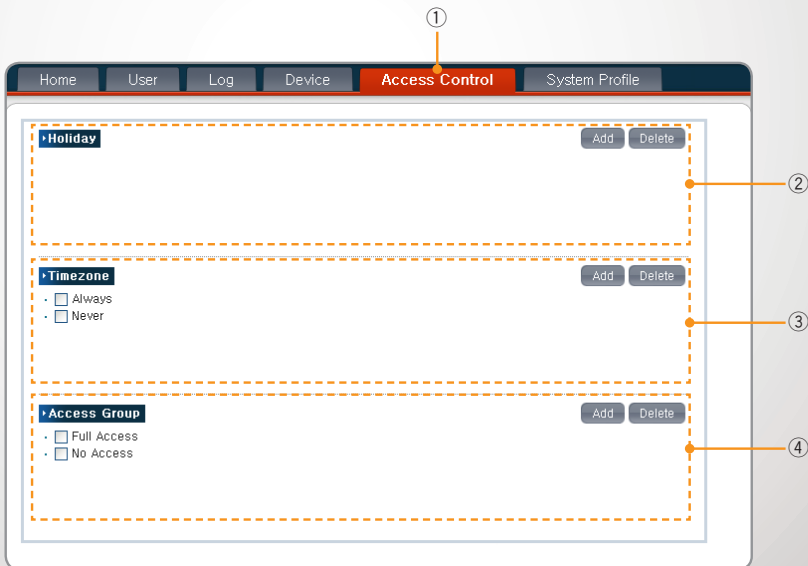 ①
Home User Log Device Access Control System Profile
Holiday Add Delete
②
Timezone Add Delete
Always
Never
③
Access Group Add Delete
Full Access
No Access
④